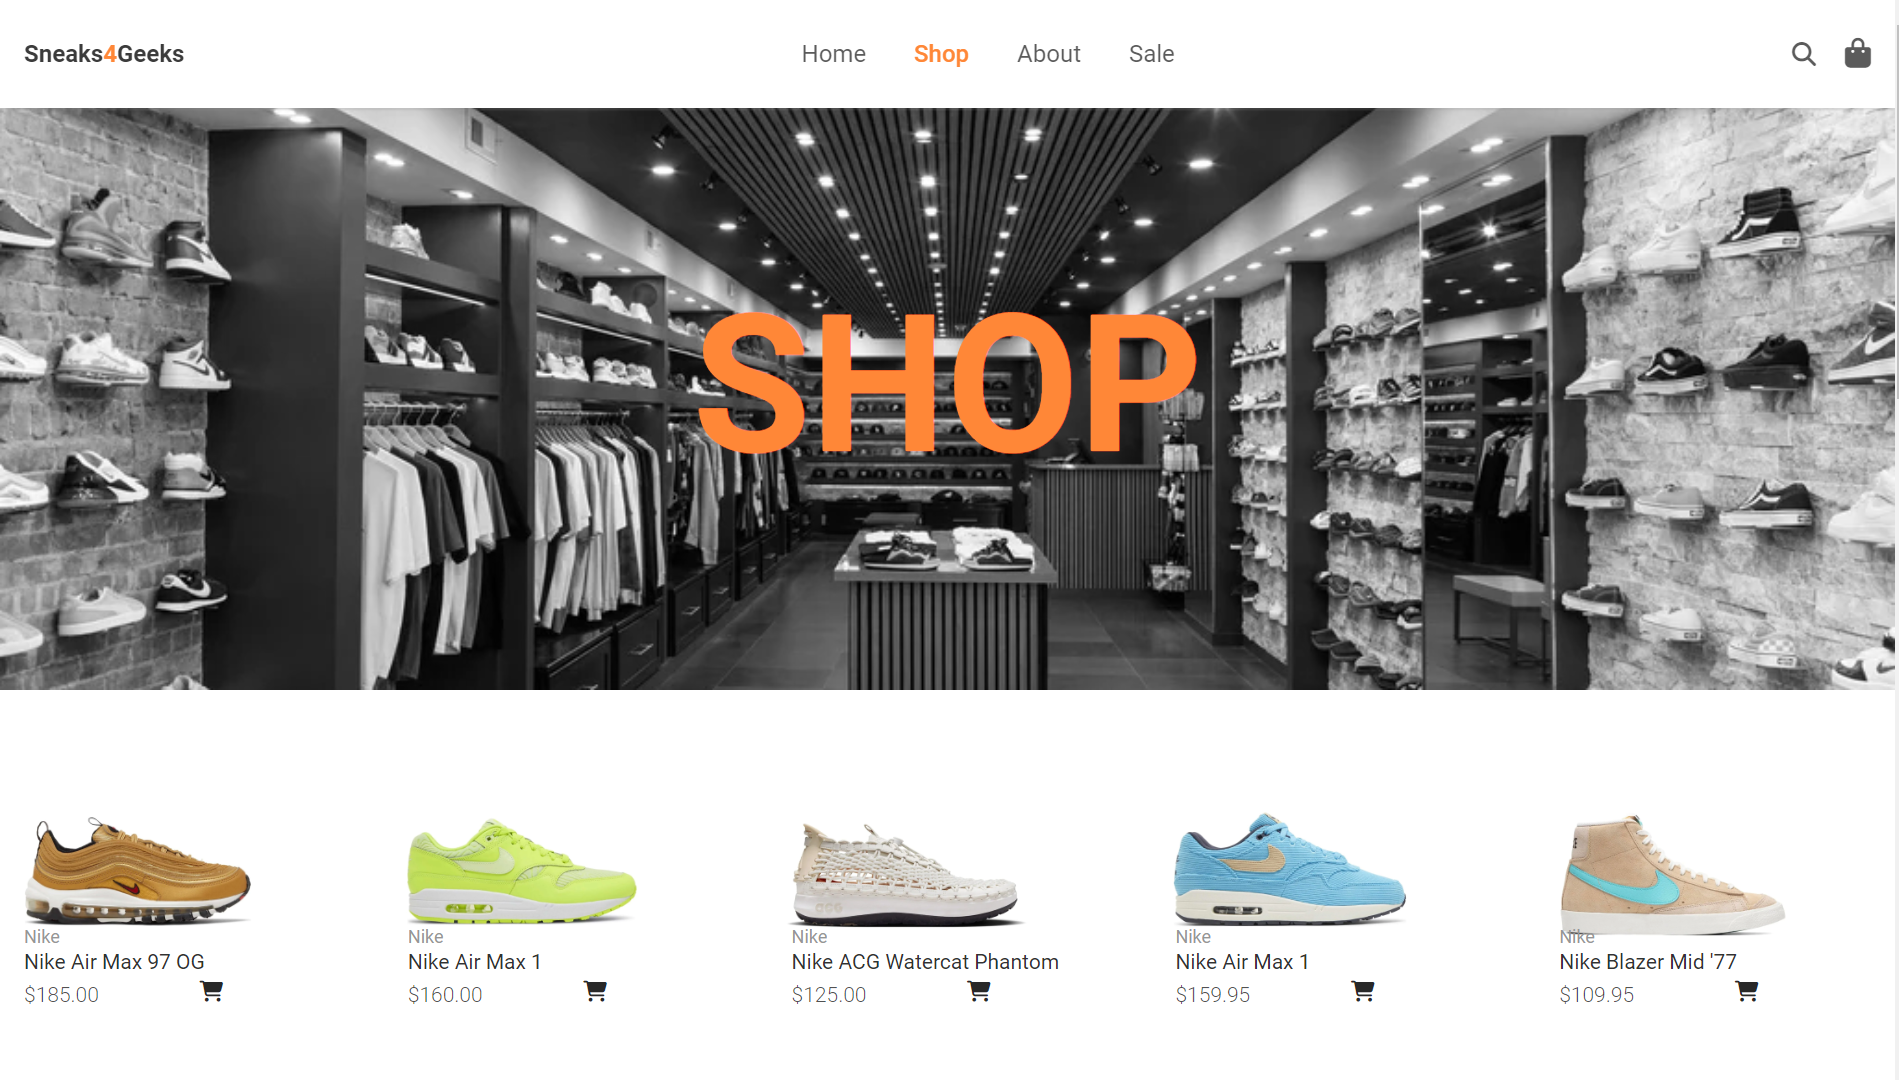 Sneaks4Geeks
Home Shop About Sale
SHOP
Nike
Nike Air Max 97 OG
$185.00
Nike
Nike Air Max 1
$160.00
Nike
Nike ACG Watercat Phantom
$125.00
Nike
Nike Air Max 1
$159.95
Nike
Nike Blazer Mid '77
$109.95